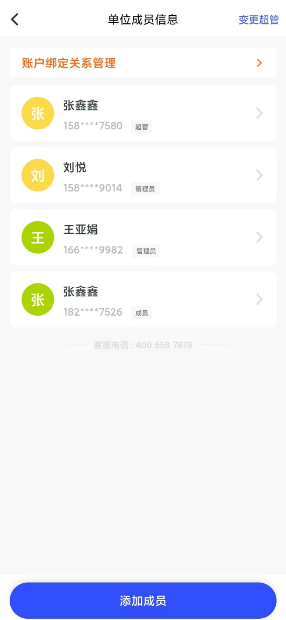 单位成员信息
变更超管
账户绑定关系管理
张
张鑫鑫
158****7580 超管
刘
刘悦
158****9014 管理员
王
王亚娟
166****9982 管理员
张
张鑫鑫
182****7526 成员
客服电话：400 658 7878
添加成员